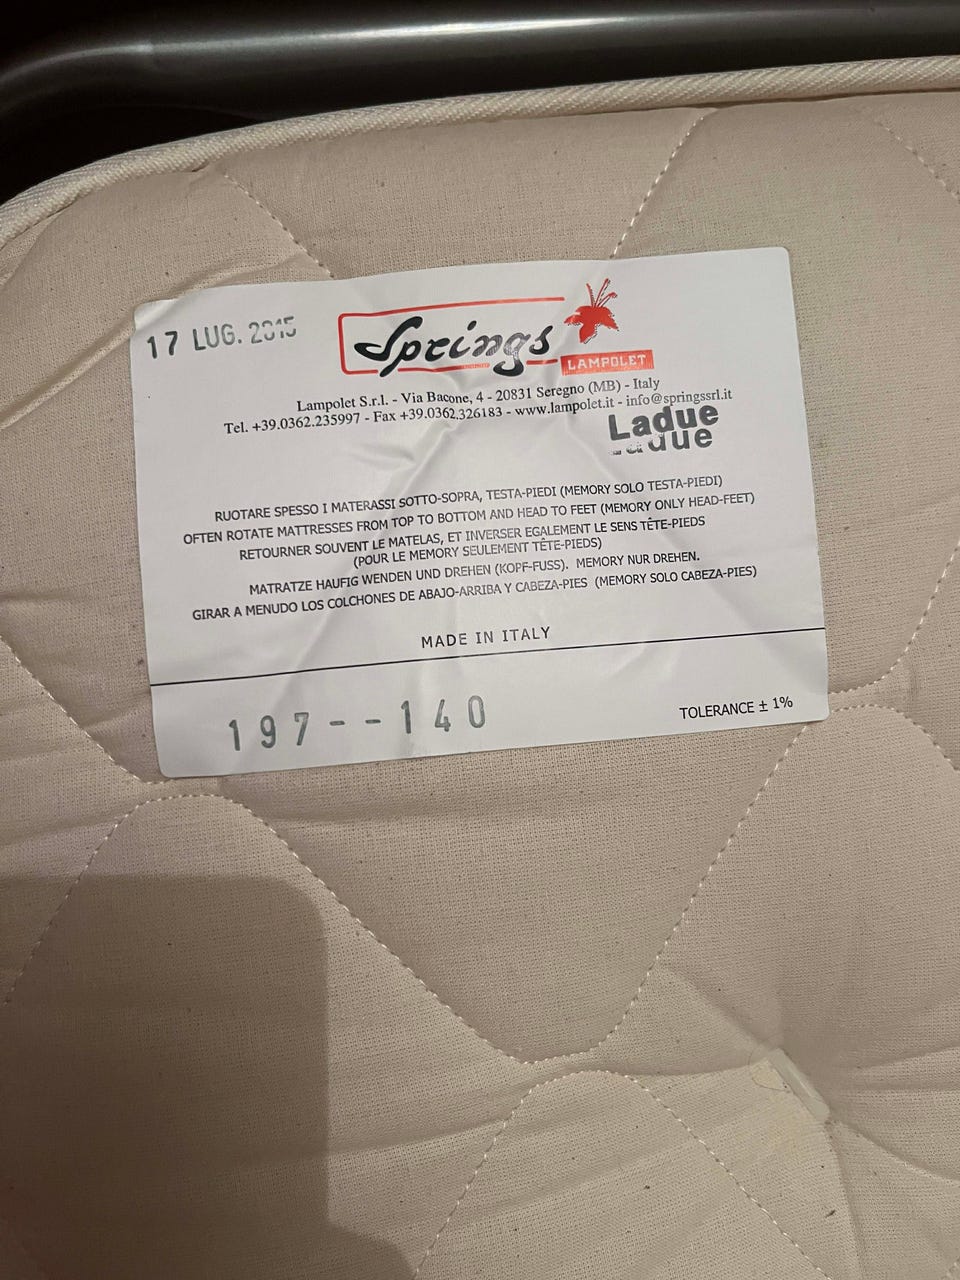 17 LUG. 2015
Springs
LAMPOLET
Lampolet S.r.l. - Via Bacone, 4 - 20831 Seregno (MB) - Italy
Tel. +39.0362.235997 - Fax +39.0362.326183 - www.lampolet.it - info@springssrl.it
Ladue
Ladue
RUOTARE SPESSO I MATERASSI SOTTO-SOPRA, TESTA-PIEDI (MEMORY SOLO TESTA-PIEDI)
OFTEN ROTATE MATTRESSES FROM TOP TO BOTTOM AND HEAD TO FEET (MEMORY ONLY HEAD-FEET)
RETOURNER SOUVENT LE MATELAS, ET INVERSER EGALEMENT LE SENS TÊTE-PIEDS
(POUR LE MEMORY SEULEMENT TÊTE-PIEDS)
MATRATZE HAUFIG WENDEN UND DREHEN (KOPF-FUSS). MEMORY NUR DREHEN.
GIRAR A MENUDO LOS COLCHONES DE ABAJO-ARRIBA Y CABEZA-PIES (MEMORY SOLO CABEZA-PIES)
MADE IN ITALY
197--140
TOLERANCE ± 1%